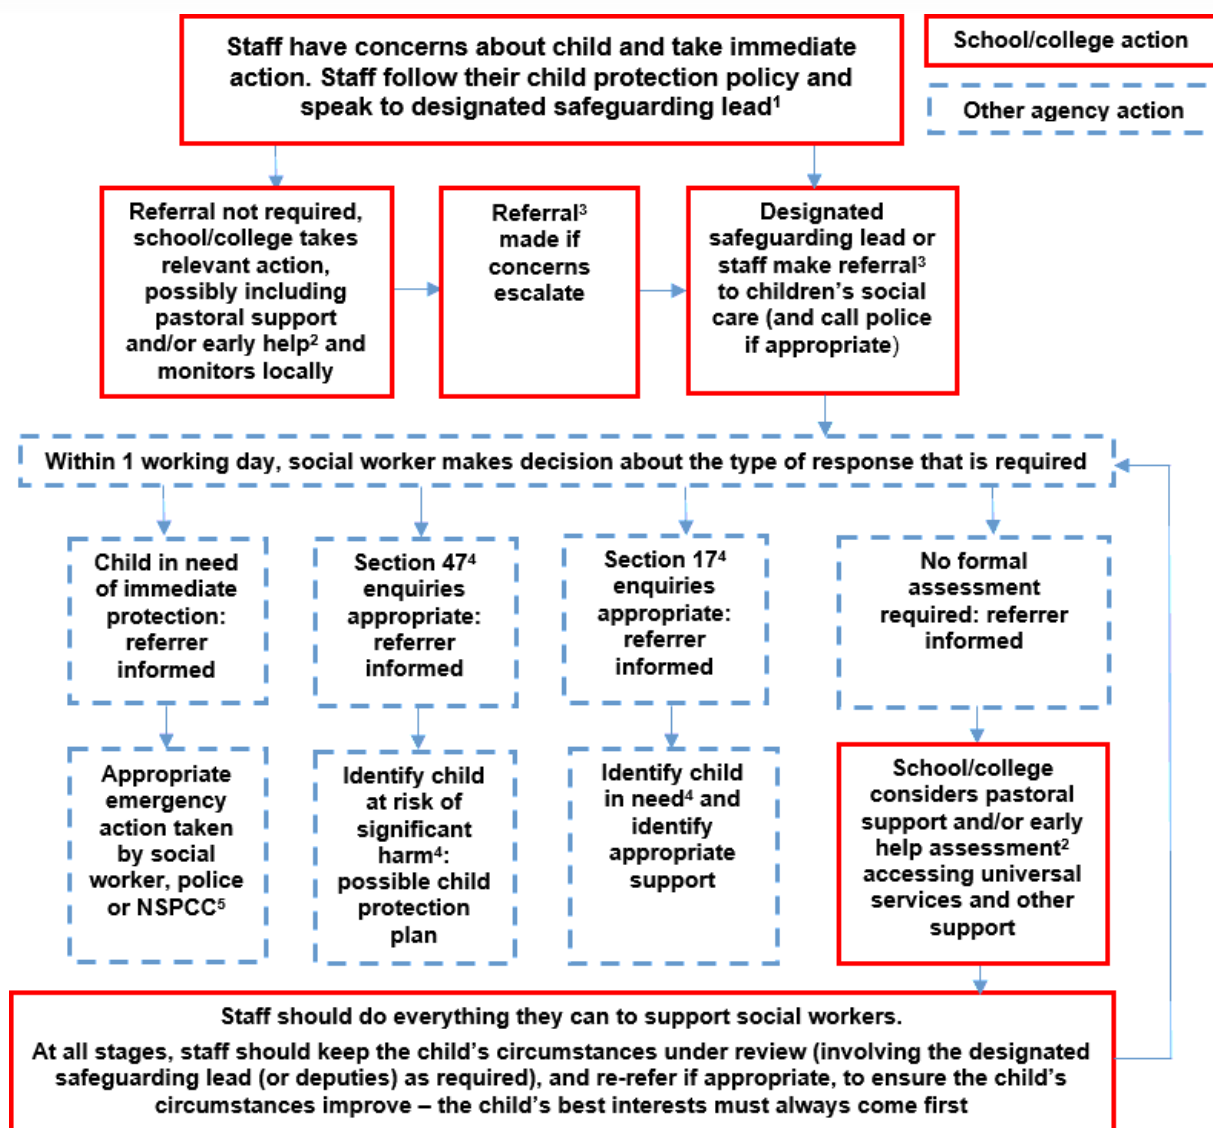 Staff have concerns about child and take immediate
action. Staff follow their child protection policy and
speak to designated safeguarding lead¹
School/college action
Other agency action
Referral not required,
school/college takes
relevant action,
possibly including
pastoral support
and/or early help² and
monitors locally
Referral³
made if
concerns
escalate
Designated
safeguarding lead or
staff make referral³
to children's social
care (and call police
if appropriate)
Within 1 working day, social worker makes decision about the type of response that is required
Child in need
of immediate
protection:
referrer
informed
Section 47⁴
enquiries
appropriate:
referrer
informed
Section 17⁴
enquiries
appropriate:
referrer
informed
No formal
assessment
required: referrer
informed
Appropriate
emergency
action taken
by social
worker, police
or NSPCC⁵
Identify child
at risk of
significant
harm⁴:
possible child
protection
plan
Identify child
in need⁴ and
identify
appropriate
support
School/college
considers pastoral
support and/or early
help assessment²
accessing universal
services and other
support
Staff should do everything they can to support social workers.
At all stages, staff should keep the child's circumstances under review (involving the designated
safeguarding lead (or deputies) as required), and re-refer if appropriate, to ensure the child's
circumstances improve – the child's best interests must always come first